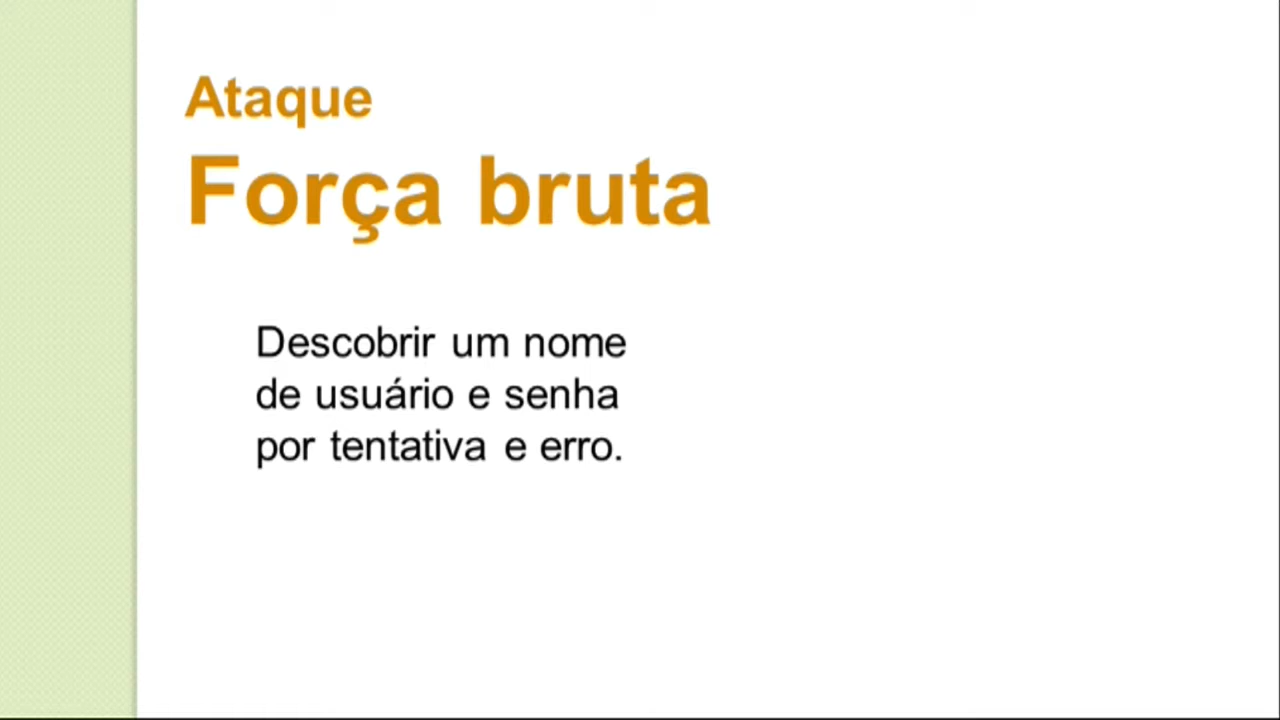 Ataque
Força bruta
Descobrir um nome
de usuário e senha
por tentativa e erro.